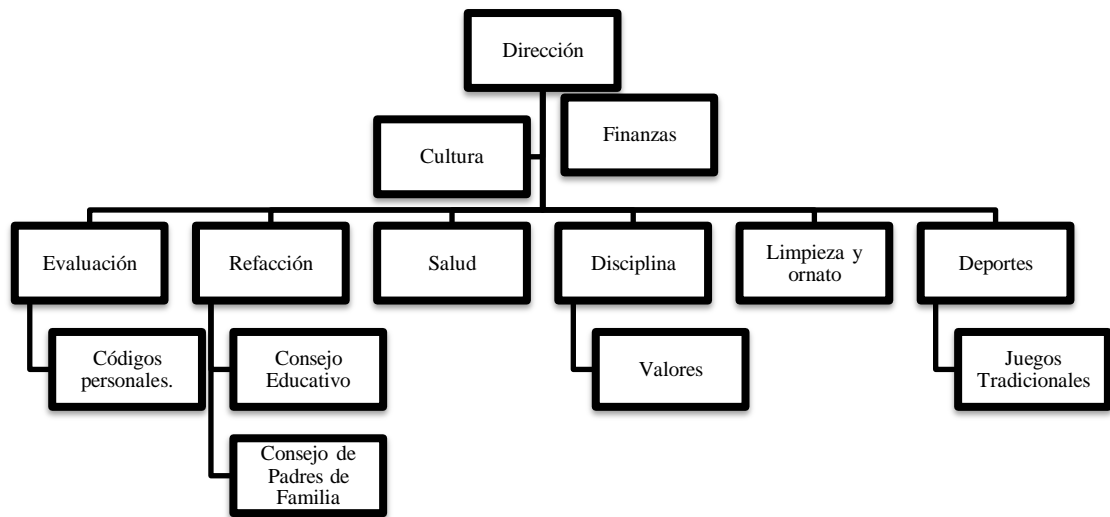 Dirección
Finanzas
Cultura
Evaluación
Refacción
Salud
Disciplina
Limpieza y
ornato
Deportes
Códigos
personales.
Consejo
Educativo
Valores
Juegos
Tradicionales
Consejo de
Padres de
Familia